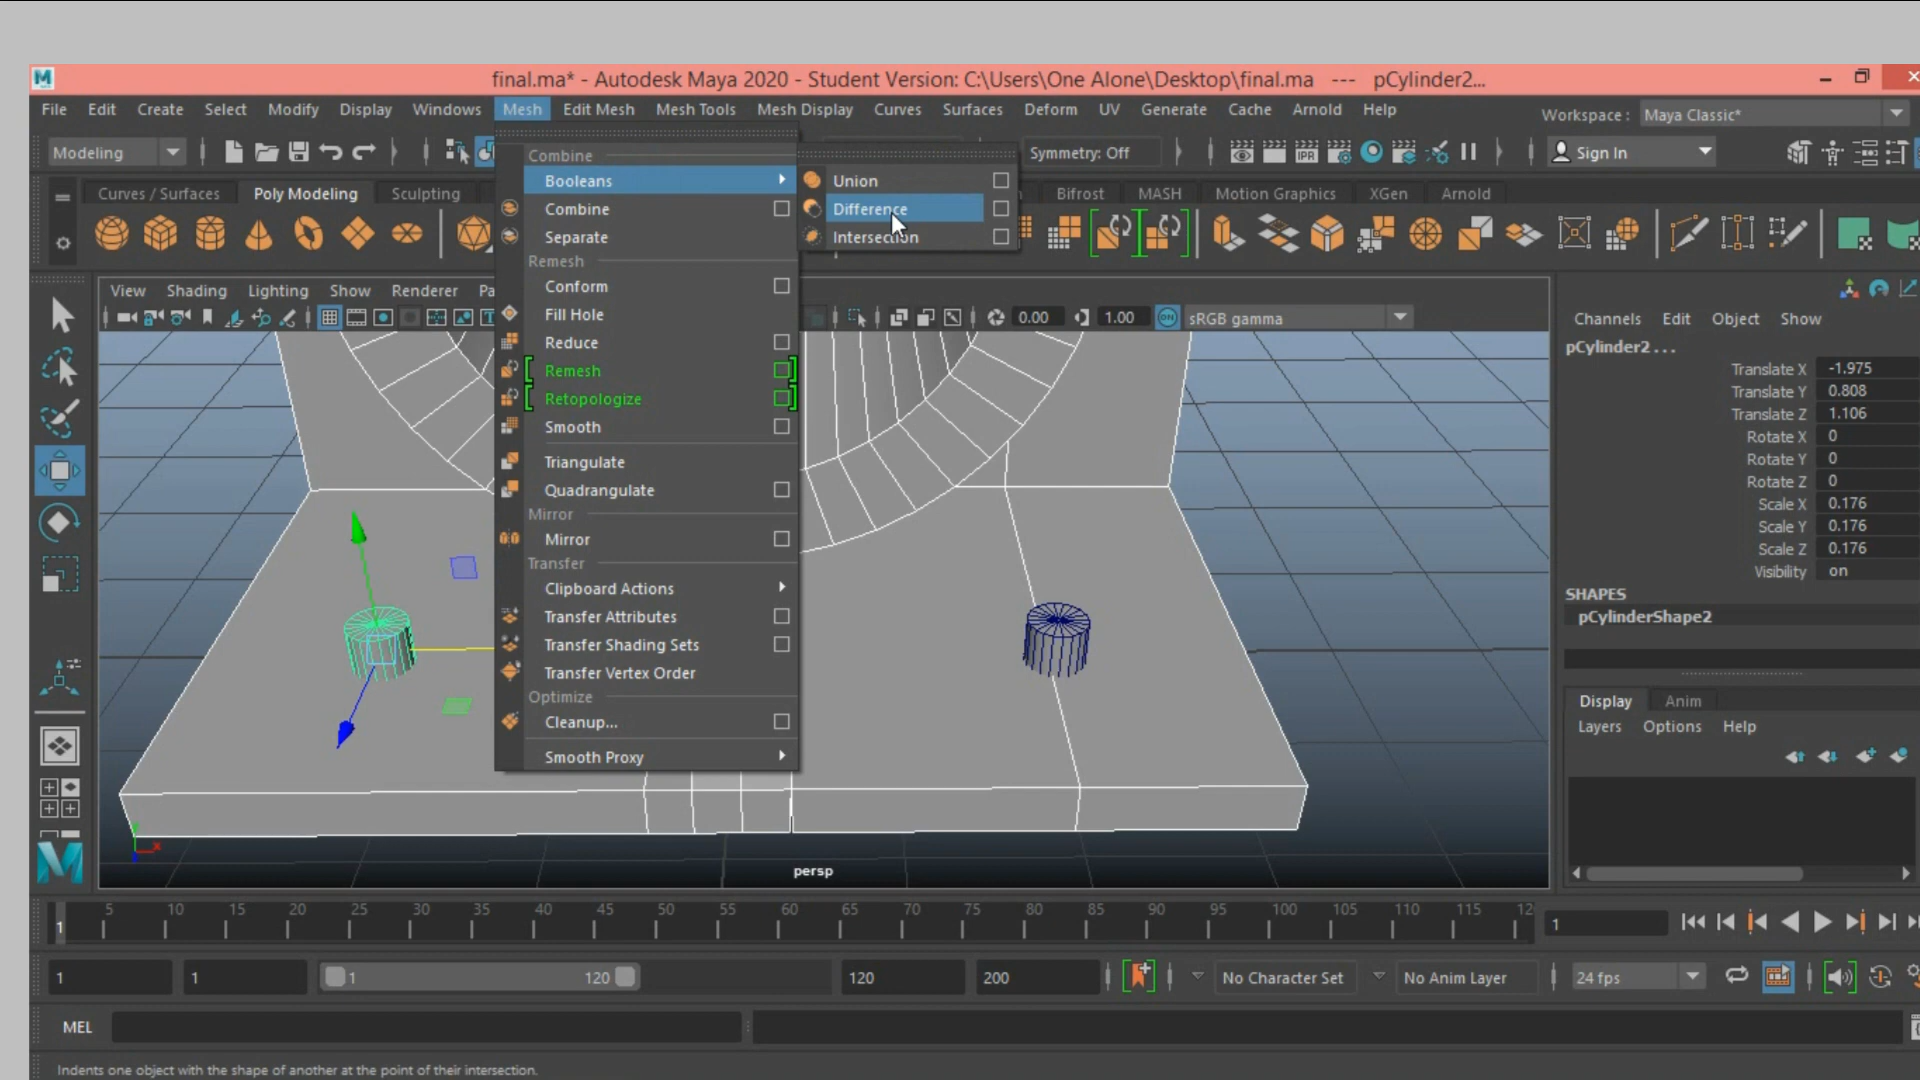 final.ma* - Autodesk Maya 2020 - Student Version: C:\Users\One Alone\Desktop\final.ma --- pCylinder2...
File Edit Create Select Modify Display Windows Mesh Edit Mesh Mesh Tools Mesh Display Curves Surfaces Deform UV Generate Cache Arnold Help
Workspace : Maya Classic*
Modeling
Symmetry: Off
IPR
Sign In
Curves / Surfaces Poly Modeling Sculpting
Bifrost MASH Motion Graphics XGen Arnold
Combine
Booleans
Combine
Separate
Remesh
Conform
Fill Hole
Reduce
Remesh
Retopologize
Smooth
Triangulate
Quadrangulate
Mirror
Mirror
Transfer
Clipboard Actions
Transfer Attributes
Transfer Shading Sets
Transfer Vertex Order
Optimize
Cleanup...
Smooth Proxy
Union
Difference
Intersection
View Shading Lighting Show Renderer Pa
0.00 1.00 ON sRGB gamma
persp
Channels Edit Object Show
pCylinder2 . . .
Translate X -1.975
Translate Y 0.808
Translate Z 1.106
Rotate X 0
Rotate Y 0
Rotate Z 0
Scale X 0.176
Scale Y 0.176
Scale Z 0.176
Visibility on
SHAPES
pCylinderShape2
Display Anim
Layers Options Help
1 5 10 15 20 25 30 35 40 45 50 55 60 65 70 75 80 85 90 95 100 105 110 115 12
1
1 1 1 120 120 200 No Character Set No Anim Layer 24 fps
MEL
Indents one object with the shape of another at the point of their intersection.